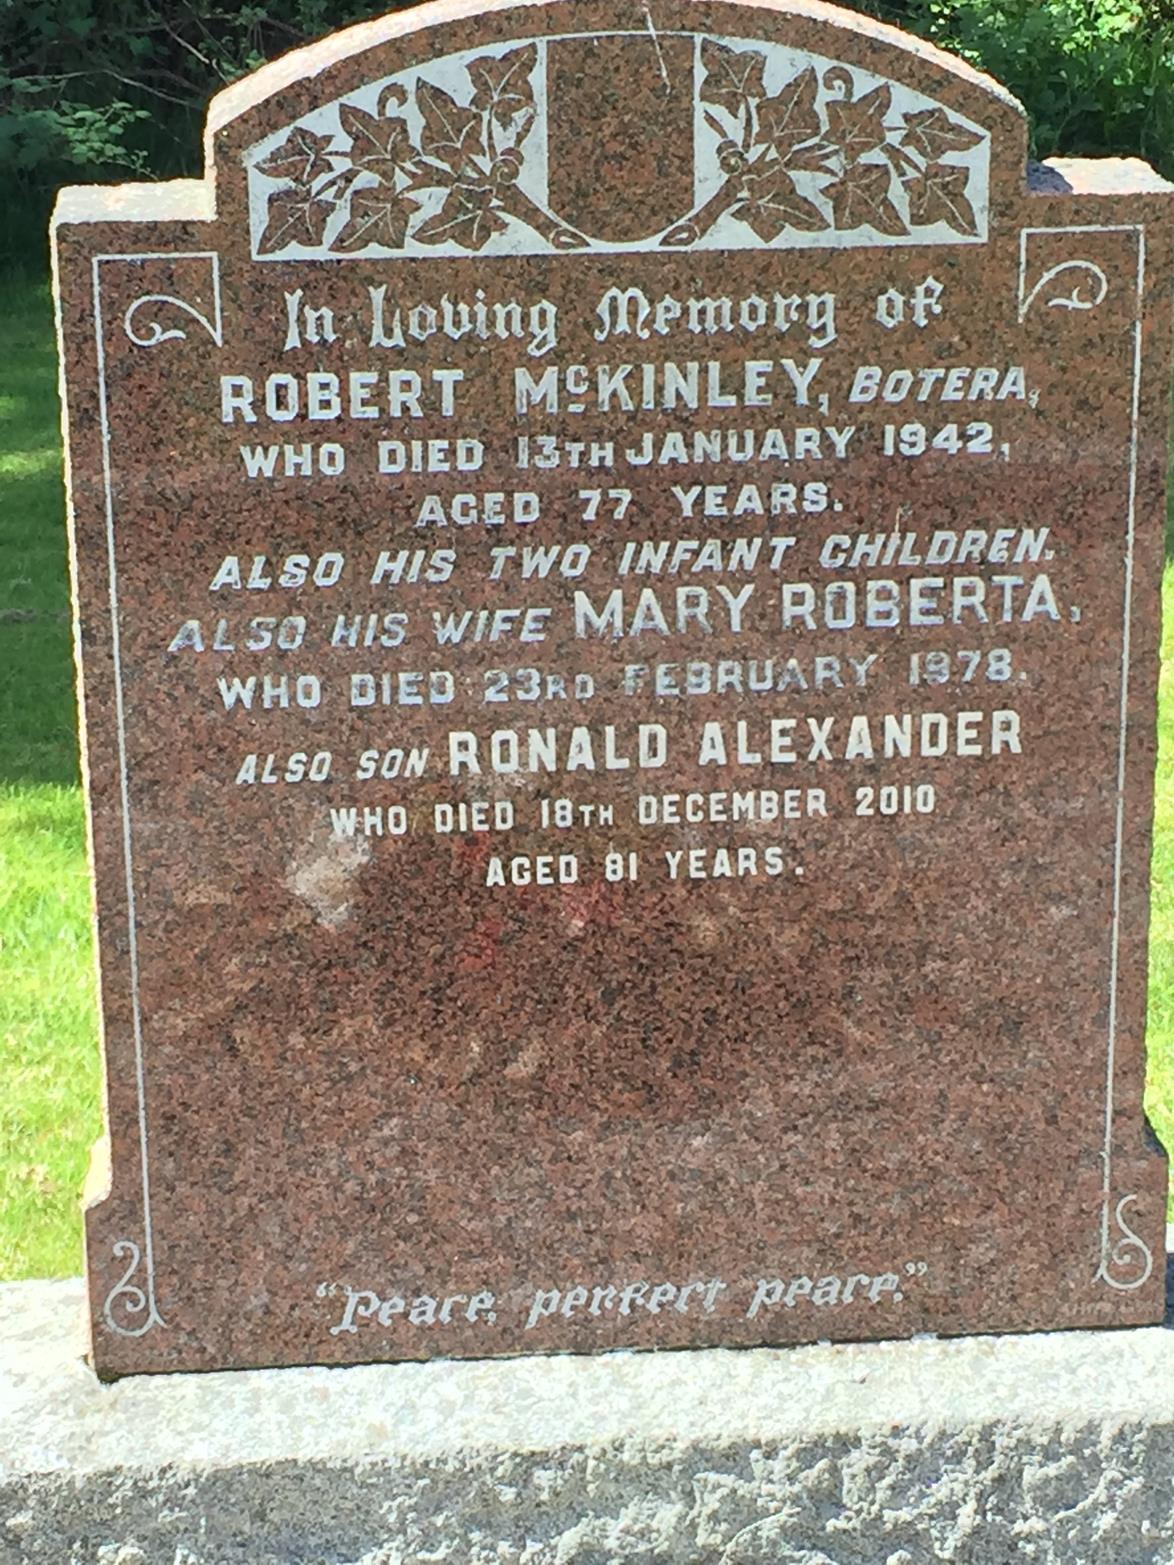 In Loving Memory of
ROBERT McKINLEY, BOTERA,
WHO DIED 13TH JANUARY 1942,
AGED 77 YEARS.
ALSO HIS TWO INFANT CHILDREN.
ALSO HIS WIFE MARY ROBERTA,
WHO DIED 23RD FEBRUARY 1978.
ALSO SON RONALD ALEXANDER
WHO DIED 18TH DECEMBER 2010
AGED 81 YEARS.
"Peace, perfect peace."